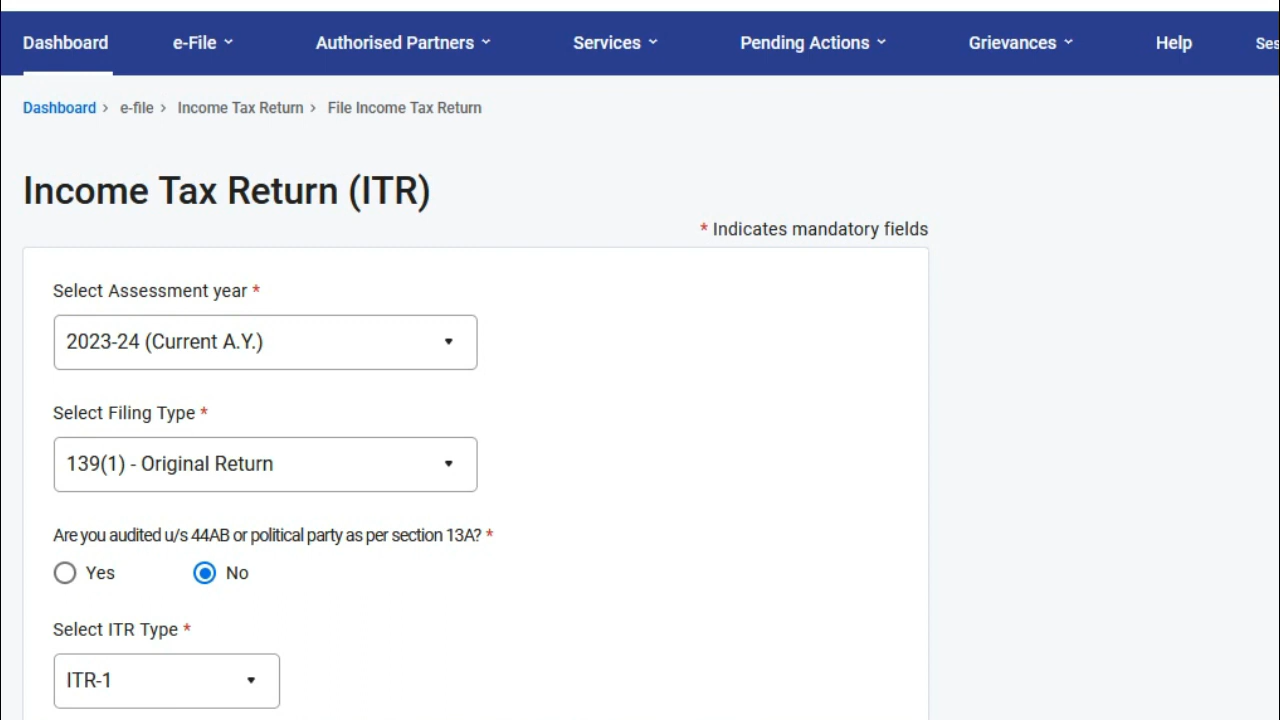 Dashboard e-File Authorised Partners Services Pending Actions Grievances Help
Dashboard > e-file > Income Tax Return > File Income Tax Return
Income Tax Return (ITR)
* Indicates mandatory fields
Select Assessment year *
2023-24 (Current A.Y.)
Select Filing Type *
139(1) - Original Return
Are you audited u/s 44AB or political party as per section 13A? *
Yes No
Select ITR Type *
ITR-1